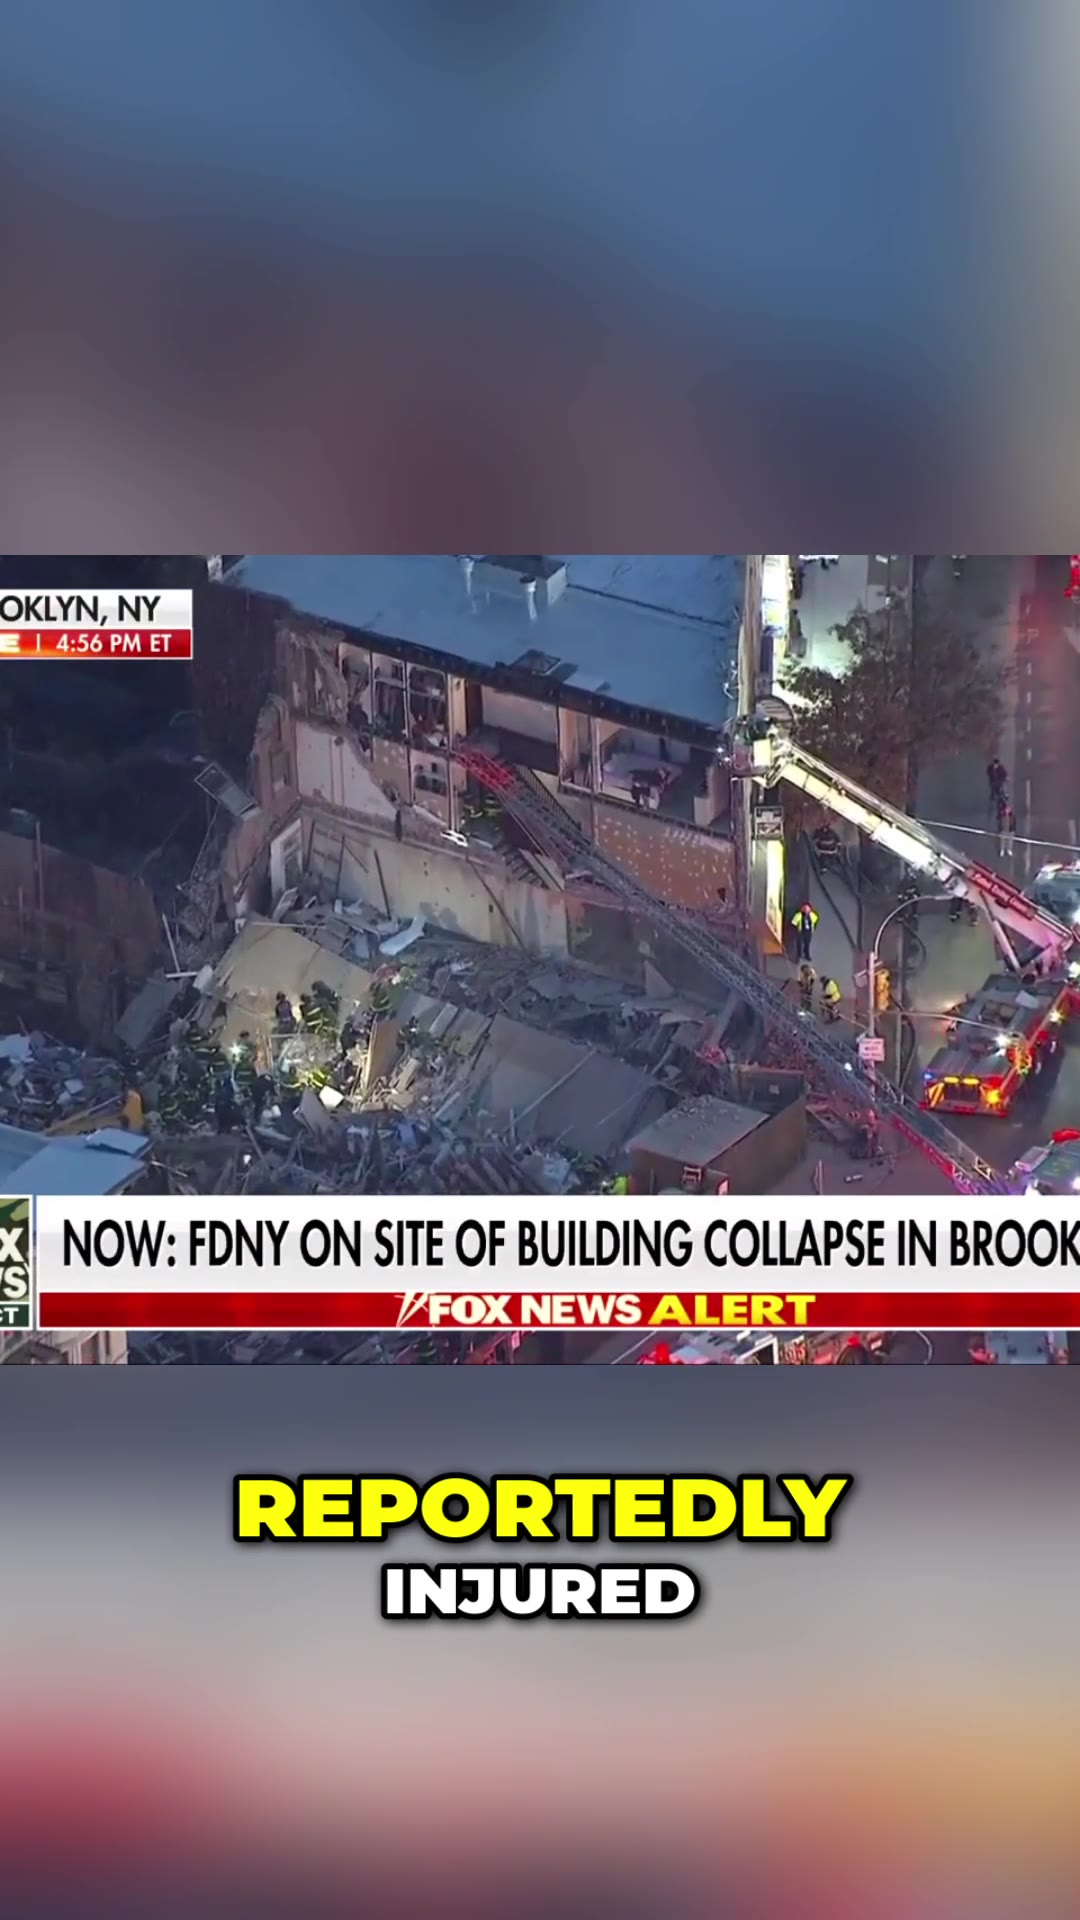 OKLYN, NY
E | 4:56 PM ET
X
NOW: FDNY ON SITE OF BUILDING COLLAPSE IN BROOK
S
CT
FOX NEWS ALERT
REPORTEDLY
INJURED